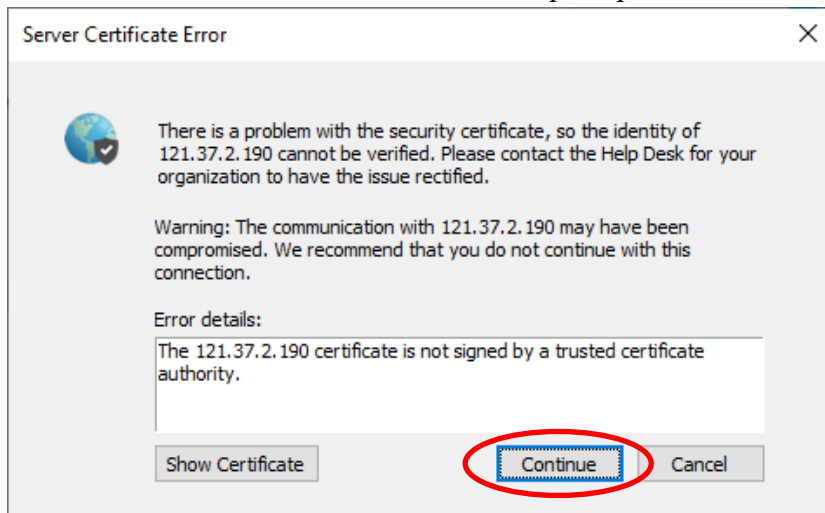 Server Certificate Error
There is a problem with the security certificate, so the identity of
121.37.2.190 cannot be verified. Please contact the Help Desk for your
organization to have the issue rectified.
Warning: The communication with 121.37.2.190 may have been
compromised. We recommend that you do not continue with this
connection.
Error details:
The 121.37.2.190 certificate is not signed by a trusted certificate
authority.
Show Certificate Continue Cancel